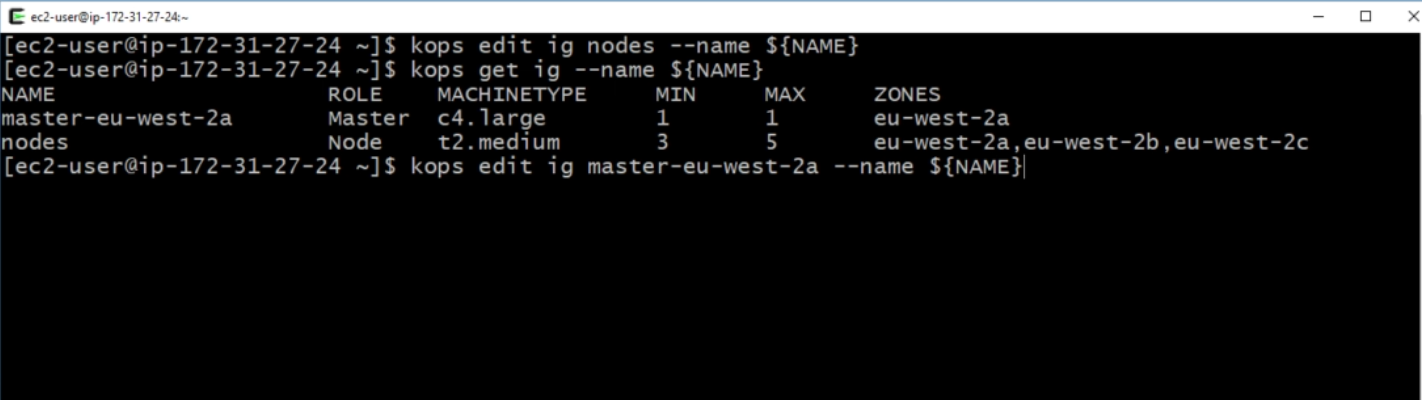 ec2-user@ip-172-31-27-24:~
[ec2-user@ip-172-31-27-24 ~]$ kops edit ig nodes --name ${NAME}
[ec2-user@ip-172-31-27-24 ~]$ kops get ig --name ${NAME}
NAME ROLE MACHINETYPE MIN MAX ZONES
master-eu-west-2a Master c4.large 1 1 eu-west-2a
nodes Node t2.medium 3 5 eu-west-2a,eu-west-2b,eu-west-2c
[ec2-user@ip-172-31-27-24 ~]$ kops edit ig master-eu-west-2a --name ${NAME}